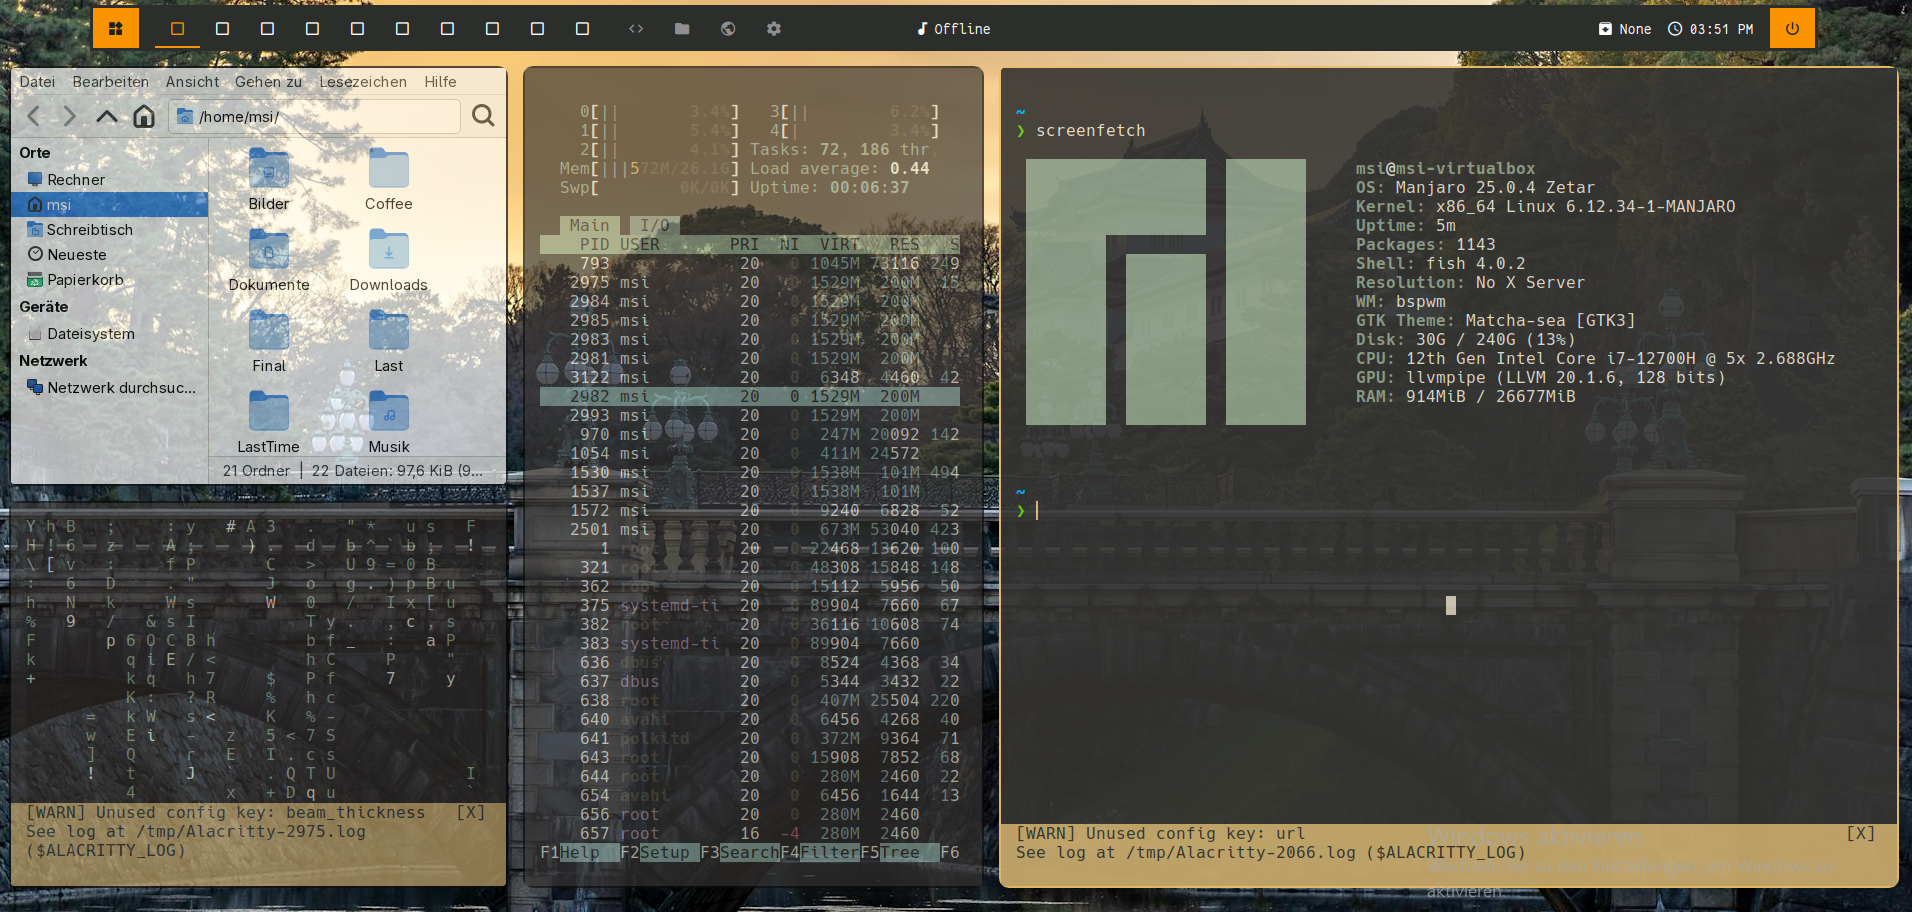 Offline
None
03:51 PM
Datei Bearbeiten Ansicht Gehen zu Lesezeichen Hilfe
/home/msi/
Orte
Rechner
msi
Schreibtisch
Neueste
Papierkorb
Geräte
Dateisystem
Netzwerk
Netzwerk durchsuc...
Bilder
Coffee
Dokumente
Downloads
Final
Last
LastTime
Musik
21 Ordner | 22 Dateien: 97,6 KiB (9...
[WARN] Unused config key: beam_thickness [X]
See log at /tmp/Alacritty-2975.log
($ALACRITTY_LOG)
0[|| 3.4%] 3[|| 6.2%]
1[|| 5.4%] 4[| 3.4%]
2[|| 4.1%] Tasks: 72, 186 thr
Mem[|||572M/26.1G] Load average: 0.44
Swp[ 0K/0K] Uptime: 00:06:37
Main I/O
PID USER PRI NI VIRT RES S
793 20 0 1045M 73116 249
2975 msi 20 0 1529M 200M 15
2984 msi 20 0 1529M 200M
2985 msi 20 0 1529M 200M
2983 msi 20 0 1529M 200M
2981 msi 20 0 1529M 200M
3122 msi 20 0 6348 4460 42
2982 msi 20 0 1529M 200M
2993 msi 20 0 1529M 200M
970 msi 20 0 247M 20092 142
1054 msi 20 0 411M 24572
1530 msi 20 0 1538M 101M 494
1537 msi 20 0 1538M 101M
1572 msi 20 0 9240 6828 52
2501 msi 20 0 673M 53040 423
1 root 20 0 22468 13620 100
321 root 20 0 48308 15848 148
362 root 20 0 15112 5956 50
375 systemd-ti 20 0 89904 7660 67
382 root 20 0 36116 10608 74
383 systemd-ti 20 0 89904 7660
636 dbus 20 0 8524 4368 34
637 dbus 20 0 5344 3432 22
638 root 20 0 407M 25504 220
640 avahi 20 0 6456 4268 40
641 polkitd 20 0 372M 9364 71
643 root 20 0 15908 7852 68
644 root 20 0 280M 2460 22
654 avahi 20 0 6456 1644 13
656 root 20 0 280M 2460
657 root 16 -4 280M 2460
F1Help F2Setup F3SearchF4FilterF5Tree F6
~
❯ screenfetch
msi@msi-virtualbox
OS: Manjaro 25.0.4 Zetar
Kernel: x86_64 Linux 6.12.34-1-MANJARO
Uptime: 5m
Packages: 1143
Shell: fish 4.0.2
Resolution: No X Server
WM: bspwm
GTK Theme: Matcha-sea [GTK3]
Disk: 30G / 240G (13%)
CPU: 12th Gen Intel Core i7-12700H @ 5x 2.688GHz
GPU: llvmpipe (LLVM 20.1.6, 128 bits)
RAM: 914MiB / 26677MiB
~
❯
[WARN] Unused config key: url [X]
See log at /tmp/Alacritty-2066.log ($ALACRITTY_LOG)
Windows aktivieren
zu den Einstellungen, um Windows zu
aktivieren.